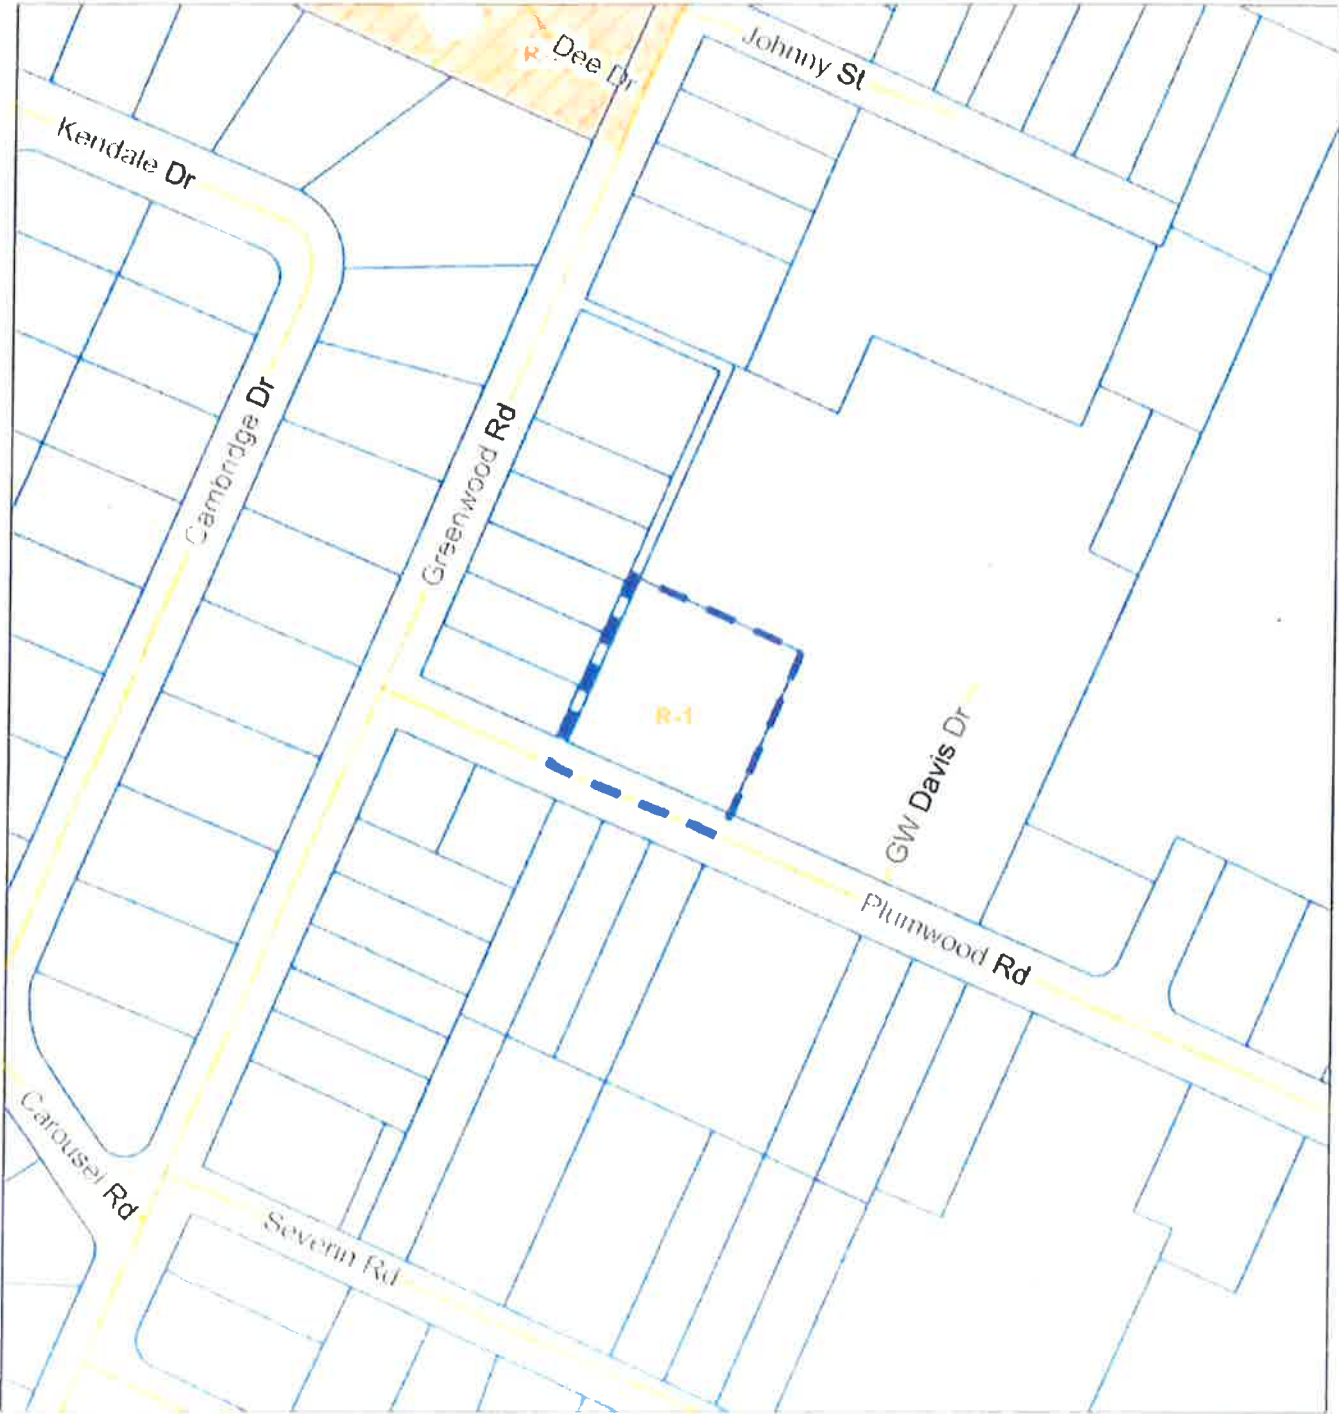 Johnny St
Dee Dr
R
Kendale Dr
Cambridge Dr
Greenwood Rd
R-1
GW Davis Dr
Plumwood Rd
Carousel Rd
Severin Rd